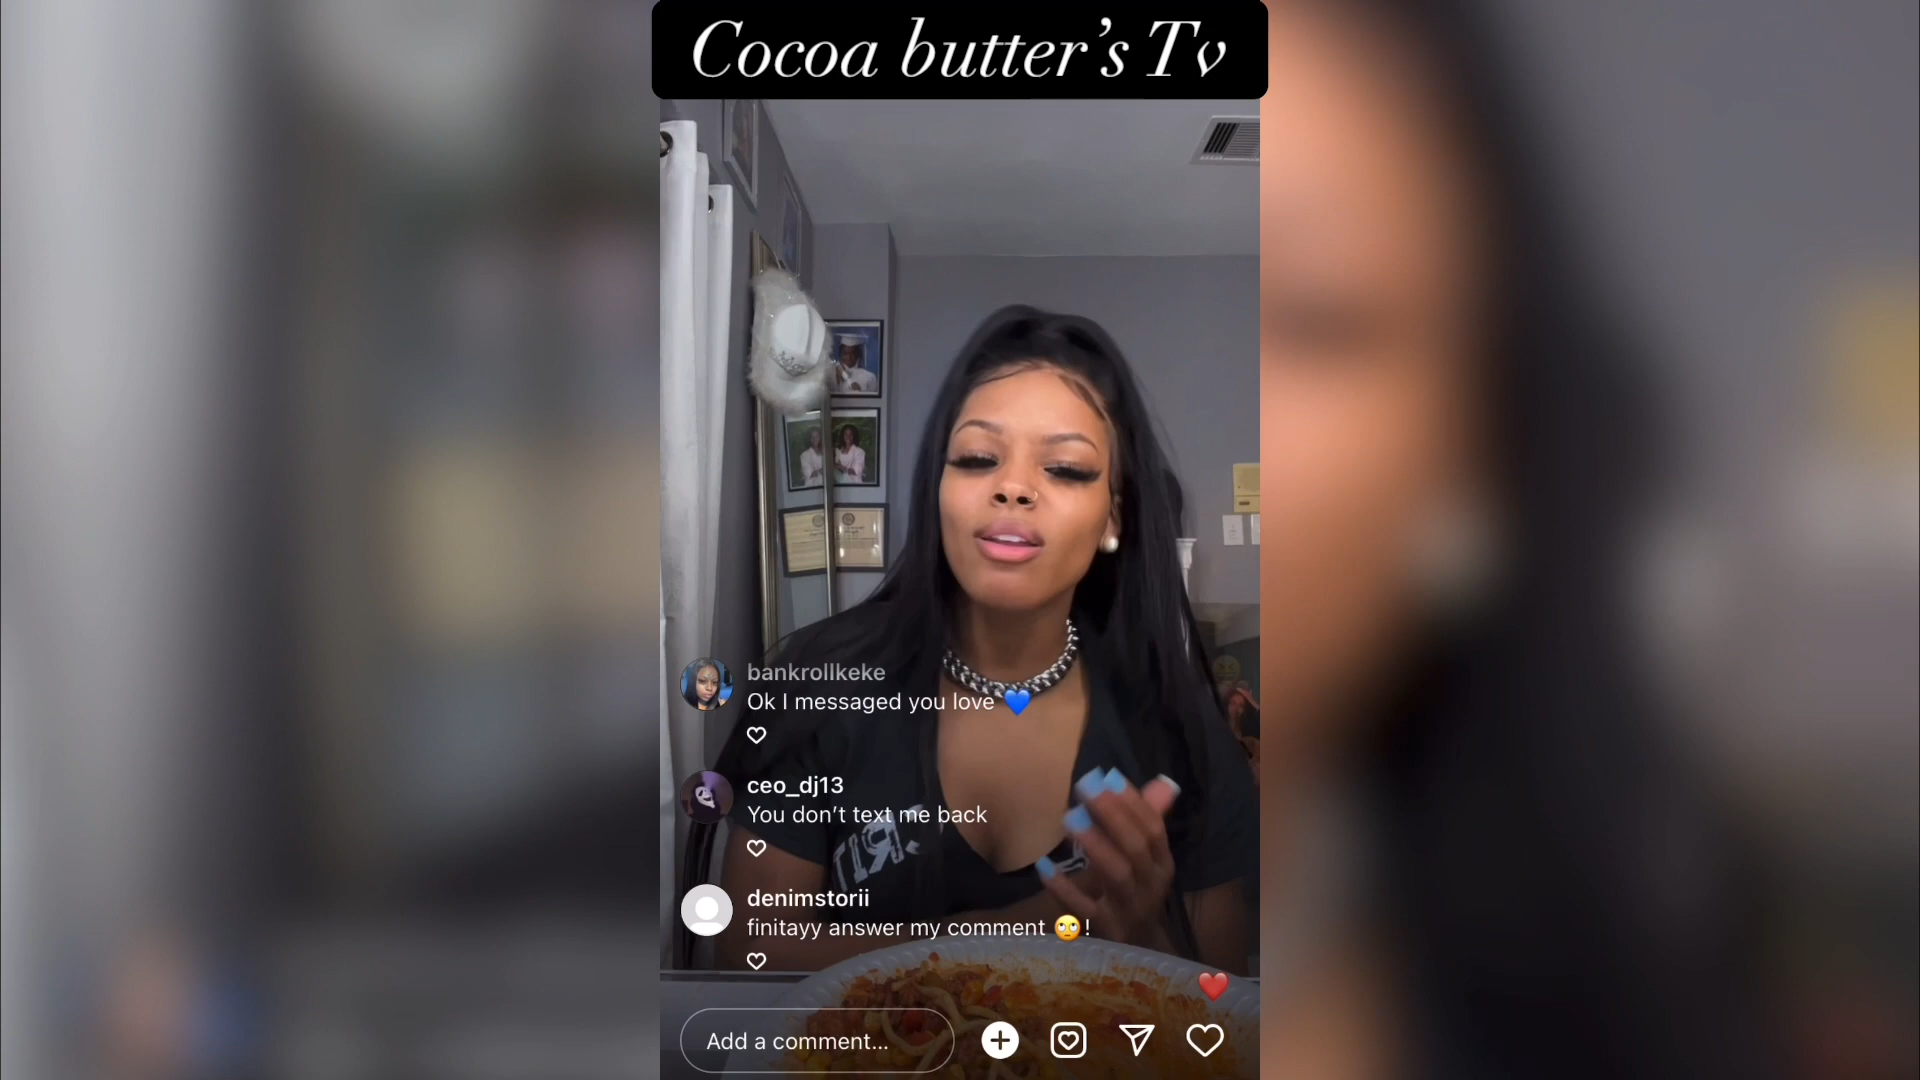 Cocoa butter's Tv
bankrollkeke
Ok I messaged you love 💙
ceo_dj13
You don't text me back
denimstorii
finitayy answer my comment 🙄!
Add a comment...